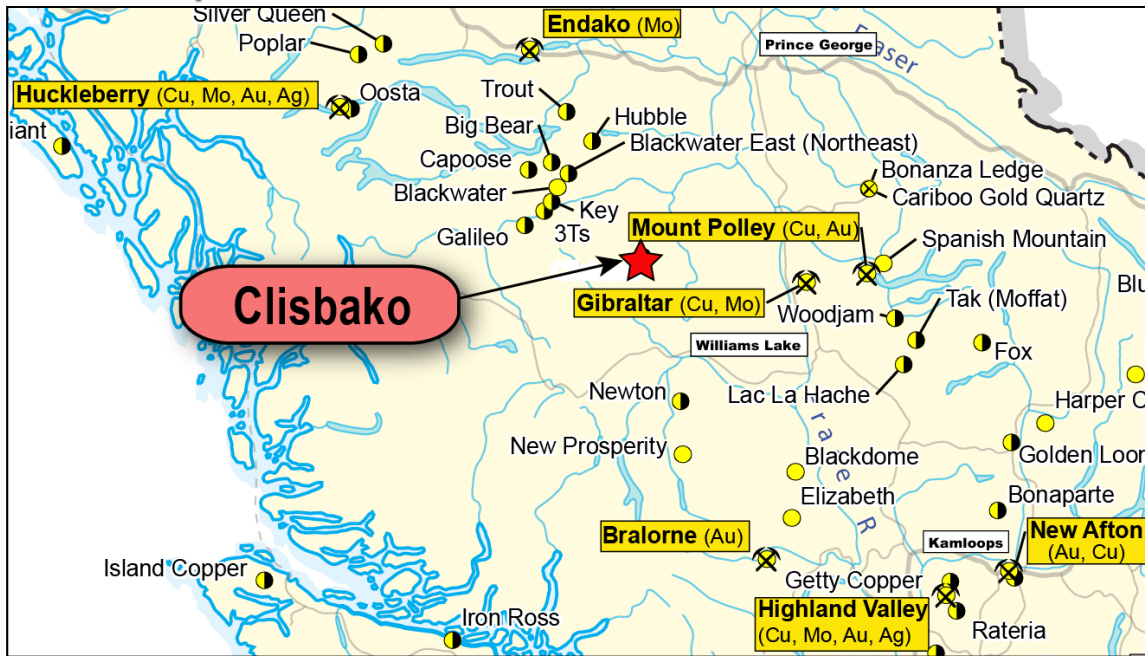 Silver Queen
Poplar
Endako (Mo)
Prince George
Fraser
Huckleberry (Cu, Mo, Au, Ag)
Oosta
Trout
Hubble
iant
Big Bear
Blackwater East (Northeast)
Capoose
Blackwater
Bonanza Ledge
Cariboo Gold Quartz
Key
3Ts
Galileo
Mount Polley (Cu, Au)
Spanish Mountain
Clisbako
Gibraltar (Cu, Mo)
Woodjam
Tak (Moffat)
Blu
Williams Lake
Fox
Newton
Lac La Hache
Harper C
New Prosperity
raser R
Blackdome
Golden Loon
Elizabeth
Bonaparte
Bralorne (Au)
Kamloops
New Afton
(Au, Cu)
Island Copper
Getty Copper
Highland Valley
(Cu, Mo, Au, Ag)
Rateria
Iron Ross